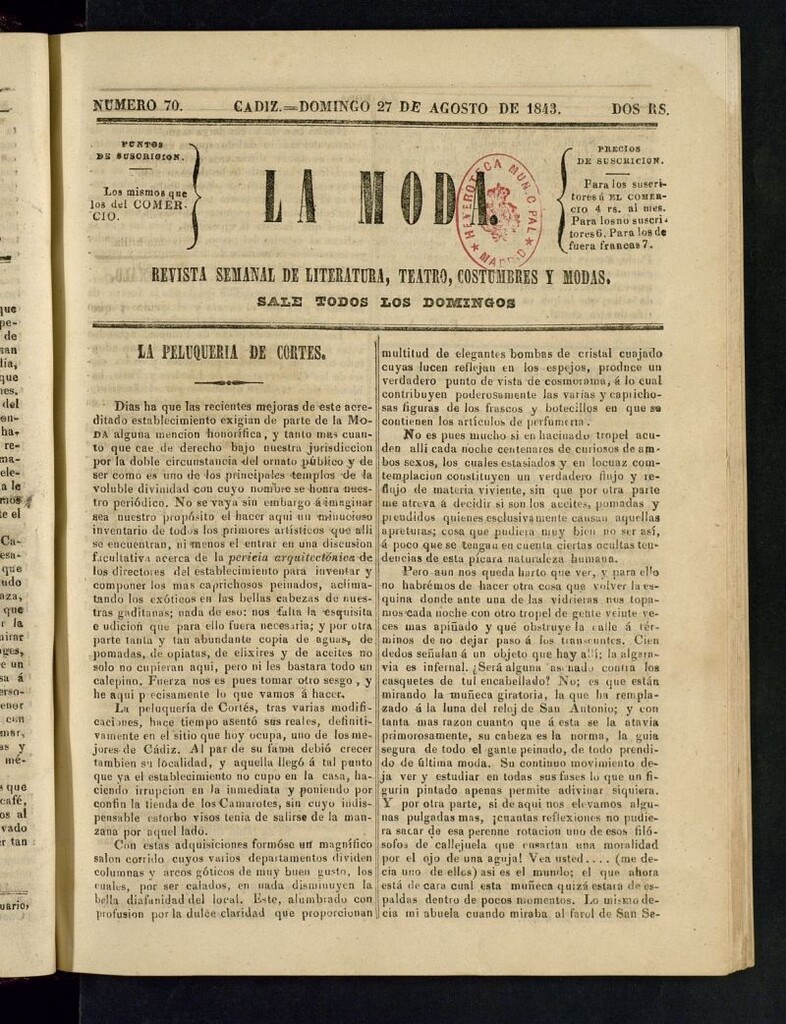 NUMERO 70. CADIZ.=DOMINGO 27 DE AGOSTO DE 1843. DOS RS.
PUNTOS
DE SUSCRICION.
Los mismos que
los del COMER-
CIO.
LA MODA.
HEMEROTECA MUNICIPAL
MADRID
PRECIOS
DE SUSCRICION.
Para los suscri-
tores á EL COMER-
CIO 4 rs. al mes.
Para los no suscri-
tores 6. Para los de
fuera francas 7.
REVISTA SEMANAL DE LITERATURA, TEATRO, COSTUMBRES Y MODAS.
SALE TODOS LOS DOMINGOS
LA PELUQUERIA DE CORTES.
Dias ha que las recientes mejoras de este acre-
ditado establecimiento exigian de parte de la Mo-
DA alguna mencion honorífica, y tanto mas cuan-
to que cae de derecho bajo nuestra jurisdiccion
por la doble circunstancia del ornato público y de
ser como es uno de los principales templos de la
voluble divinidad con cuyo nombre se honra nues-
tro periódico. No se vaya sin embargo á imaginar
sea nuestro propósito el hacer aqui un minucioso
inventario de todos los primores artísticos que alli
se encuentran, ni menos el entrar en una discusion
facultativa acerca de la pericia arquitectónica de
los directores del establecimiento para inventar y
componer los mas caprichosos peinados, aclima-
tando los exóticos en las bellas cabezas de nues-
tras gaditanas; nada de eso: nos falta la esquisita
e udicion que para ello fuera necesaria; y por otra
parte tanta y tan abundante copia de aguas, de
pomadas, de opiatas, de elixires y de aceites no
solo no cupieran aqui, pero ni les bastara todo un
calepino. Fuerza nos es pues tomar otro sesgo, y
he aqui p ecisamente lo que vamos á hacer.
La peluquería de Cortés, tras varias modifi-
caciones, hace tiempo asentó sus reales, definiti-
vamente en el sitio que hoy ocupa, uno de los me-
jores de Cádiz. Al par de su fama debió crecer
tambien su localidad, y aquella llegó á tal punto
que ya el establecimiento no cupo en la casa, ha-
ciendo irrupcion en la inmediata y poniendo por
confin la tienda de los Camarotes, sin cuyo indis-
pensable estorbo visos tenia de salirse de la man-
zana por aquel lado.
Con estas adquisiciones formóse un magnífico
salon corrido cuyos varios departamentos dividen
columnas y arcos góticos de muy buen gusto, los
cuales, por ser calados, en nada disminuyen la
bella diafanidad del local. Este, alumbrado con
profusion por la dulce claridad que proporcionan
multitud de elegantes bombas de cristal cuajado
cuyas lucen reflejan en los espejos, produce un
verdadero punto de vista de cosmorama, á lo cual
contribuyen poderosamente las varias y capricho-
sas figuras de los frascos y botecillos en que se
contienen los artículos de perfumeria.
No es pues mucho si en hacinado tropel acu-
den alli cada noche centenares de curiosos de am-
bos sexos, los cuales estasiados y en locuaz con-
templacion constituyen un verdadero flujo y re-
flujo de materia viviente, sin que por otra parte
me atreva á decidir si son los aceites, pomadas y
prendidos quienes esclusivamente causan aquellas
apreturas; cosa que pudiera muy bien no ser así,
á poco que se tengan en cuenta ciertas ocultas ten-
dencias de esta pícara naturaleza humana.
Pero aun nos queda harto que ver, y para ello
no habrémos de hacer otra cosa que volver la es-
quina donde ante una de las vidrieras nos topa-
mos cada noche con otro tropel de gente veinte ve-
ces mas apiñado y qué obstruye la calle á tér-
minos de no dejar paso á los transeuntes. Cien
dedos señalan á un objeto que hay alli; la algara-
via es infernal. ¿Será alguna asonada contra los
casquetes de tul encabellado? No; es que están
mirando la muñeca giratoria, la que ha rempla-
zado á la luna del reloj de San Antonio; y con
tanta mas razon cuanto que á esta se la atavia
primorosamente, su cabeza es la norma, la guia
segura de todo el gante peinado, de todo prendi-
do de última moda. Su continuo movimiento de-
ja ver y estudiar en todas sus fases lo que un fi-
gurin pintado apenas permite adivinar siquiera.
Y por otra parte, si de aqui nos elevamos algu-
nas pulgadas mas, ¡cuantas reflexiones no pudie-
ra sacar de esa perenne rotacion uno de esos filó-
sofos de callejuela que ensartan una moralidad
por el ojo de una aguja! Vea usted.... (me de-
cia uno de ellos) asi es el mundo; el que ahora
está de cara cual esta muñeca quizá estará de es-
paldas dentro de pocos momentos. Lo mismo de-
cia mi abuela cuando miraba al farol de San Se-